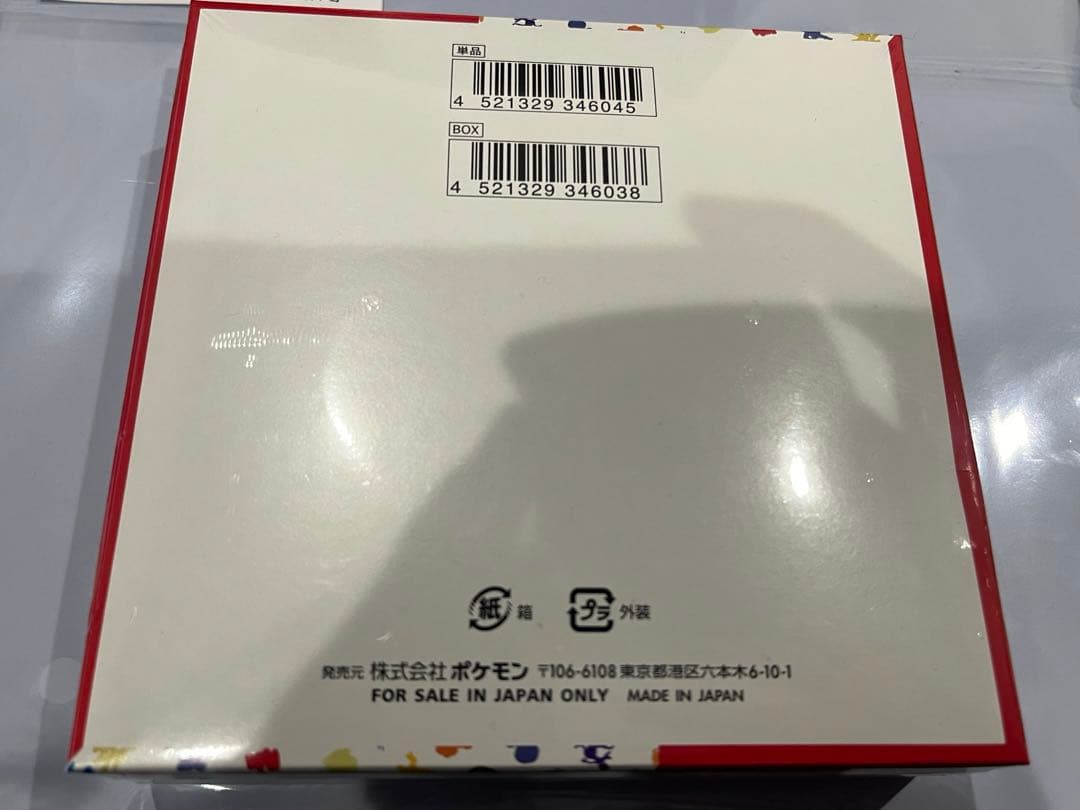 単品
4 521329 346045
BOX
4 521329 346038
紙 箱 プラ 外装
発売元 株式会社ポケモン 〒106-6108 東京都港区六本木6-10-1
FOR SALE IN JAPAN ONLY MADE IN JAPAN